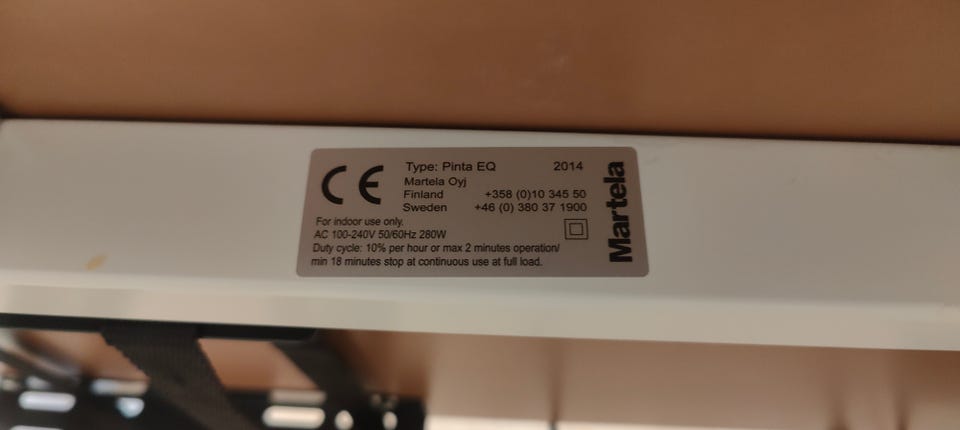 CE
Type: Pinta EQ 2014
Martela Oyj
Finland +358 (0)10 345 50
Sweden +46 (0) 380 37 1900
For indoor use only.
AC 100-240V 50/60Hz 280W
Duty cycle: 10% per hour or max 2 minutes operation/
min 18 minutes stop at continuous use at full load.
Martela